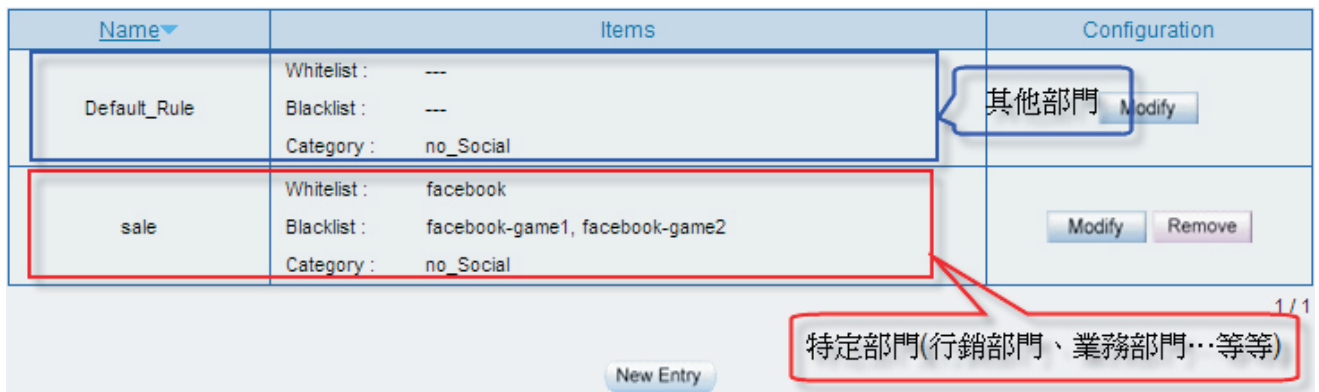 Name Items Configuration
Whitelist : ---
Default_Rule Blacklist : --- 其他部門 Modify
Category : no_Social
Whitelist : facebook
sale Blacklist : facebook-game1, facebook-game2 Modify Remove
Category : no_Social
1 / 1
特定部門(行銷部門、業務部門…等等)
New Entry